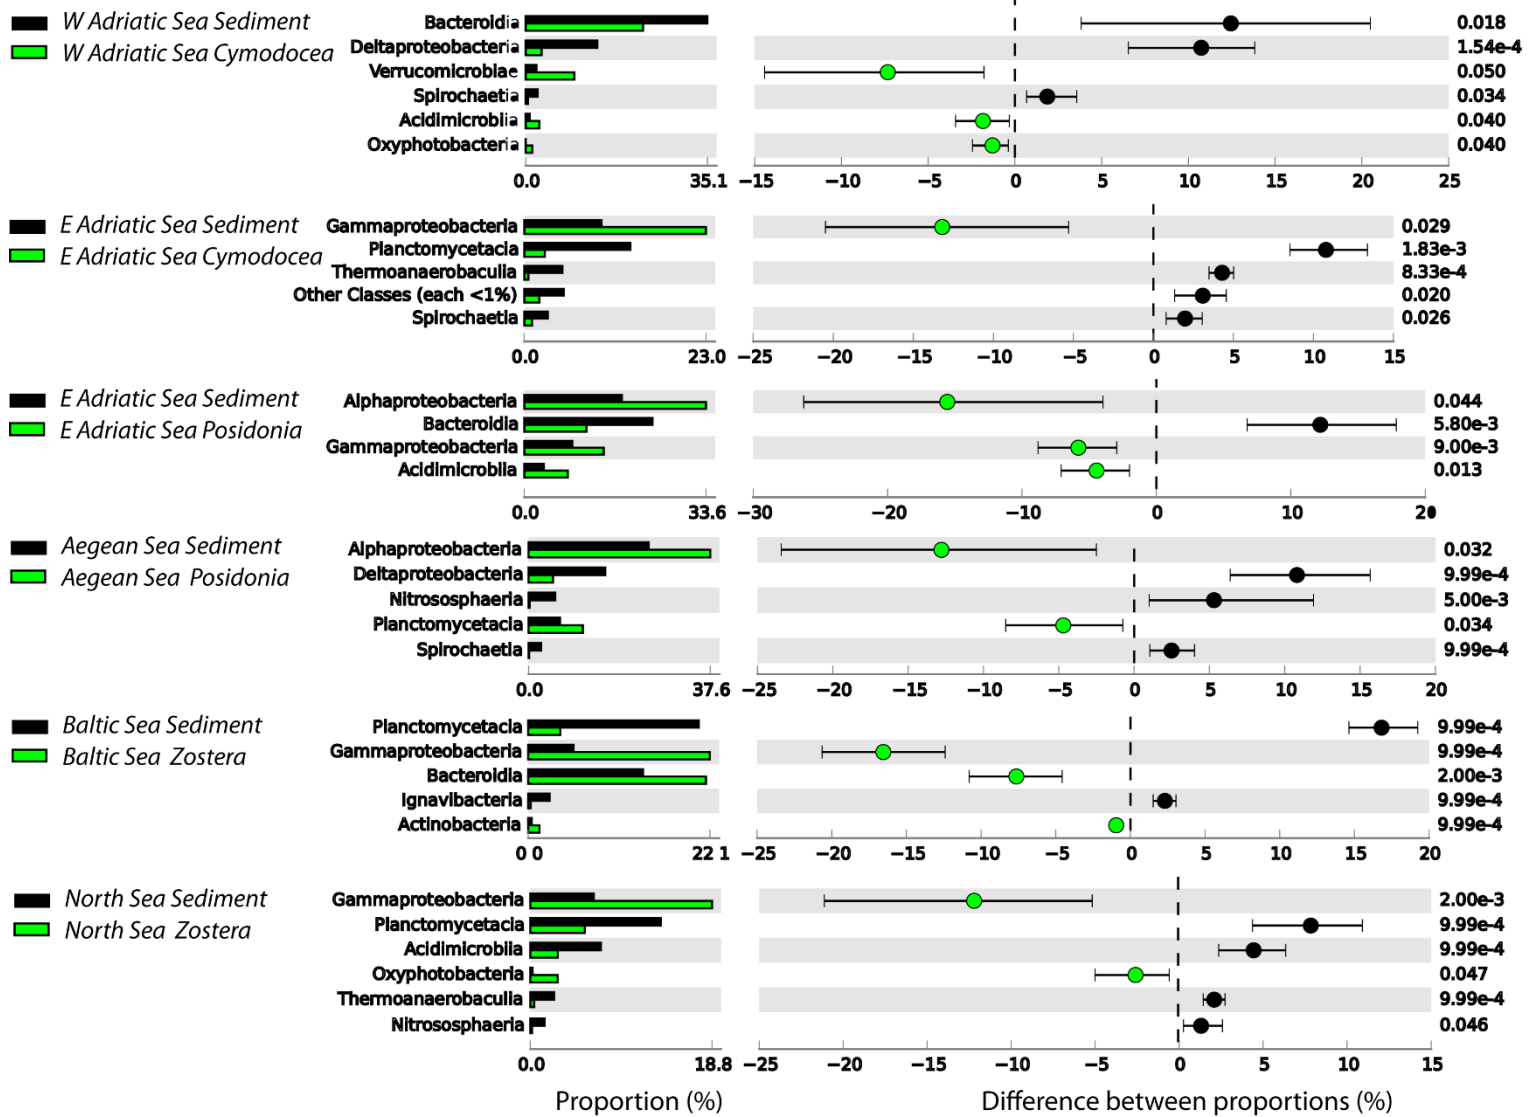 W Adriatic Sea Sediment
W Adriatic Sea Cymodocea
Bacteroidia 0.018
Deltaproteobacteria 1.54e-4
Verrucomicrobiae 0.050
Spirochaetia 0.034
Acidimicrobiia 0.040
Oxyphotobacteria 0.040
0.0 35.1 −15 −10 −5 0 5 10 15 20 25
E Adriatic Sea Sediment
E Adriatic Sea Cymodocea
Gammaproteobacteria 0.029
Planctomycetacia 1.83e-3
Thermoanaerobaculia 8.33e-4
Other Classes (each <1%) 0.020
Spirochaetia 0.026
0.0 23.0 −25 −20 −15 −10 −5 0 5 10 15
E Adriatic Sea Sediment
E Adriatic Sea Posidonia
Alphaproteobacteria 0.044
Bacteroidia 5.80e-3
Gammaproteobacteria 9.00e-3
Acidimicrobiia 0.013
0.0 33.6 −30 −20 −10 0 10 20
Aegean Sea Sediment
Aegean Sea Posidonia
Alphaproteobacteria 0.032
Deltaproteobacteria 9.99e-4
Nitrososphaeria 5.00e-3
Planctomycetacia 0.034
Spirochaetia 9.99e-4
0.0 37.6 −25 −20 −15 −10 −5 0 5 10 15 20
Baltic Sea Sediment
Baltic Sea Zostera
Planctomycetacia 9.99e-4
Gammaproteobacteria 9.99e-4
Bacteroidia 2.00e-3
Ignavibacteria 9.99e-4
Actinobacteria 9.99e-4
0 0 22 1 −25 −20 −15 −10 −5 0 5 10 15 20
North Sea Sediment
North Sea Zostera
Gammaproteobacteria 2.00e-3
Planctomycetacia 9.99e-4
Acidimicrobiia 9.99e-4
Oxyphotobacteria 0.047
Thermoanaerobaculia 9.99e-4
Nitrososphaeria 0.046
0.0 18.8 −25 −20 −15 −10 −5 0 5 10 15
Proportion (%) Difference between proportions (%)